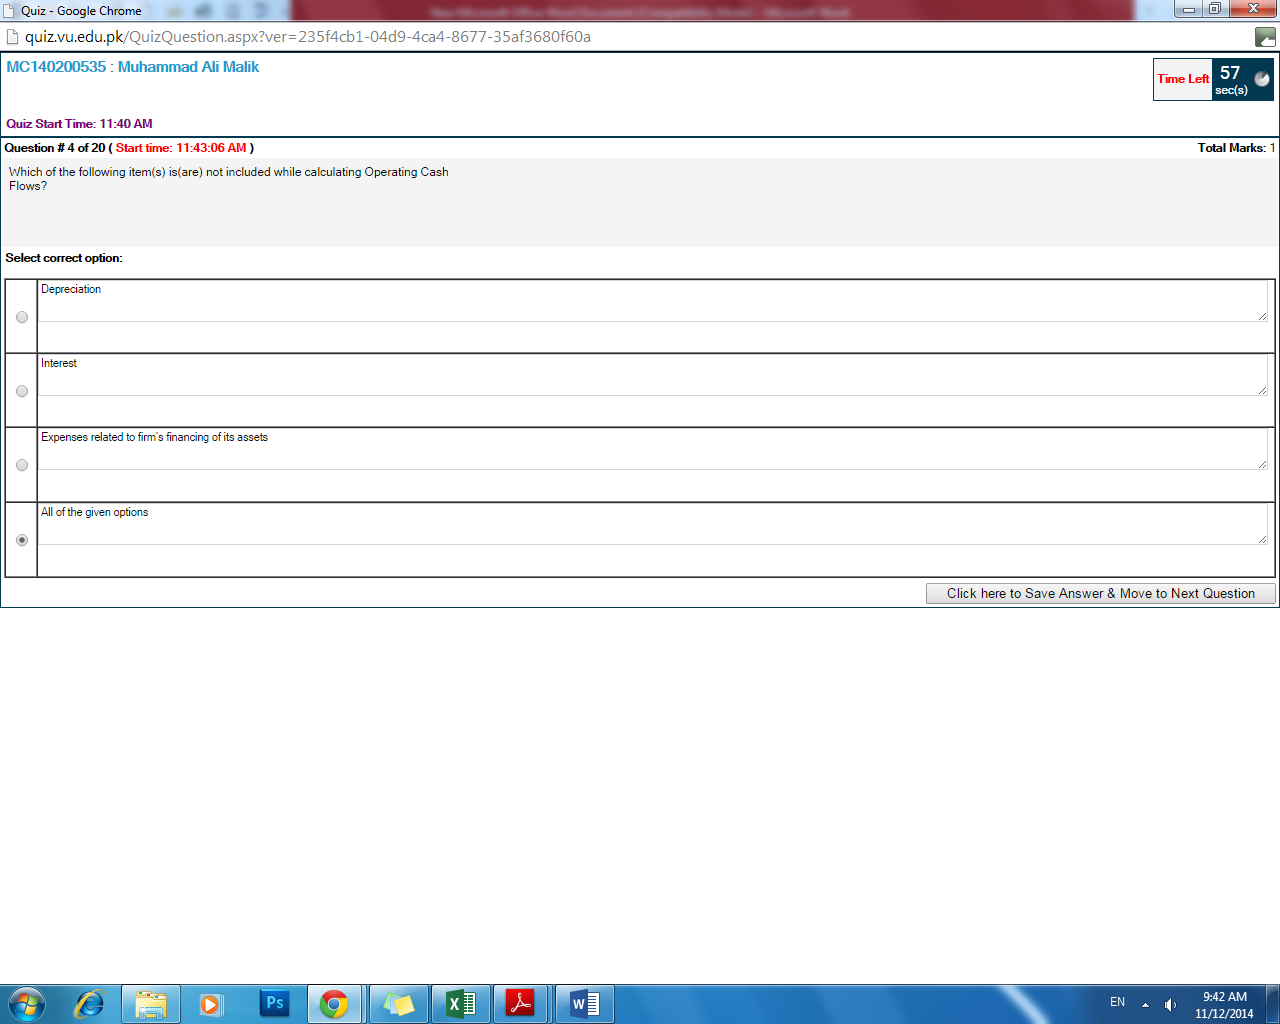 Quiz - Google Chrome
quiz.vu.edu.pk/QuizQuestion.aspx?ver=235f4cb1-04d9-4ca4-8677-35af3680f60a
MC140200535 : Muhammad Ali Malik
Time Left 57 sec(s)
Quiz Start Time: 11:40 AM
Question # 4 of 20 ( Start time: 11:43:06 AM ) Total Marks: 1
Which of the following item(s) is(are) not included while calculating Operating Cash
Flows?
Select correct option:
Depreciation
Interest
Expenses related to firm's financing of its assets
All of the given options
Click here to Save Answer & Move to Next Question
Ps
EN
9:42 AM
11/12/2014